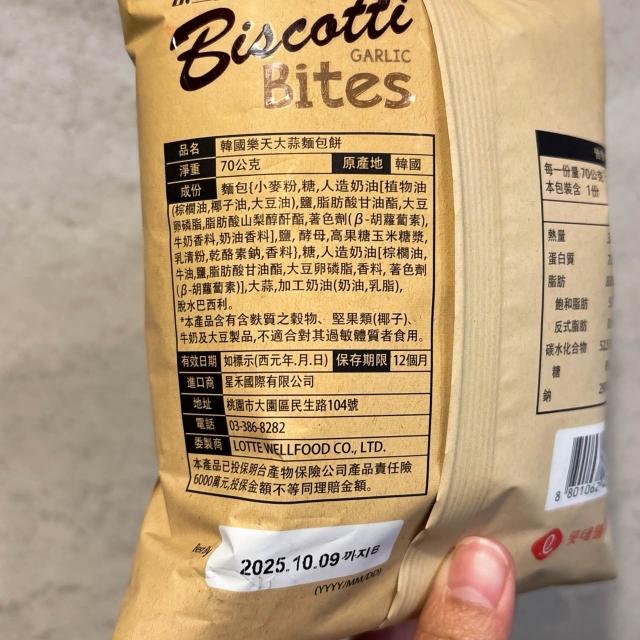 Biscotti
GARLIC
Bites
品名 韓國樂天大蒜麵包餅
淨重 70公克 原產地 韓國
成份 麵包{小麥粉,糖,人造奶油[植物油
(棕櫚油,椰子油,大豆油),鹽,脂肪酸甘油酯,大豆
卵磷脂,脂肪酸山梨醇酐酯,著色劑(β-胡蘿蔔素),
牛奶香料,奶油香料],鹽,酵母,高果糖玉米糖漿,
乳清粉,乾酪素鈉,香料},糖,人造奶油[棕櫚油,
牛油,鹽,脂肪酸甘油酯,大豆卵磷脂,香料,著色劑
(β-胡蘿蔔素)],大蒜,加工奶油(奶油,乳脂),
脫水巴西利。
*本產品含有含麩質之穀物、堅果類(椰子)、
牛奶及大豆製品,不適合對其過敏體質者食用。
有效日期 如標示(西元年.月.日) 保存期限 12個月
進口商 星禾國際有限公司
地址 桃園市大園區民生路104號
電話 03-386-8282
委製商 LOTTE WELLFOOD CO., LTD.
本產品已投保明台產物保險公司產品責任險
6000萬元,投保金額不等同理賠金額。
2025.10.09 까지
(YYYY/MM/DD)
每一份量 70公克
本包裝含 1份
熱量
蛋白質
脂肪
飽和脂肪
反式脂肪
碳水化合物
糖
鈉
8 801062